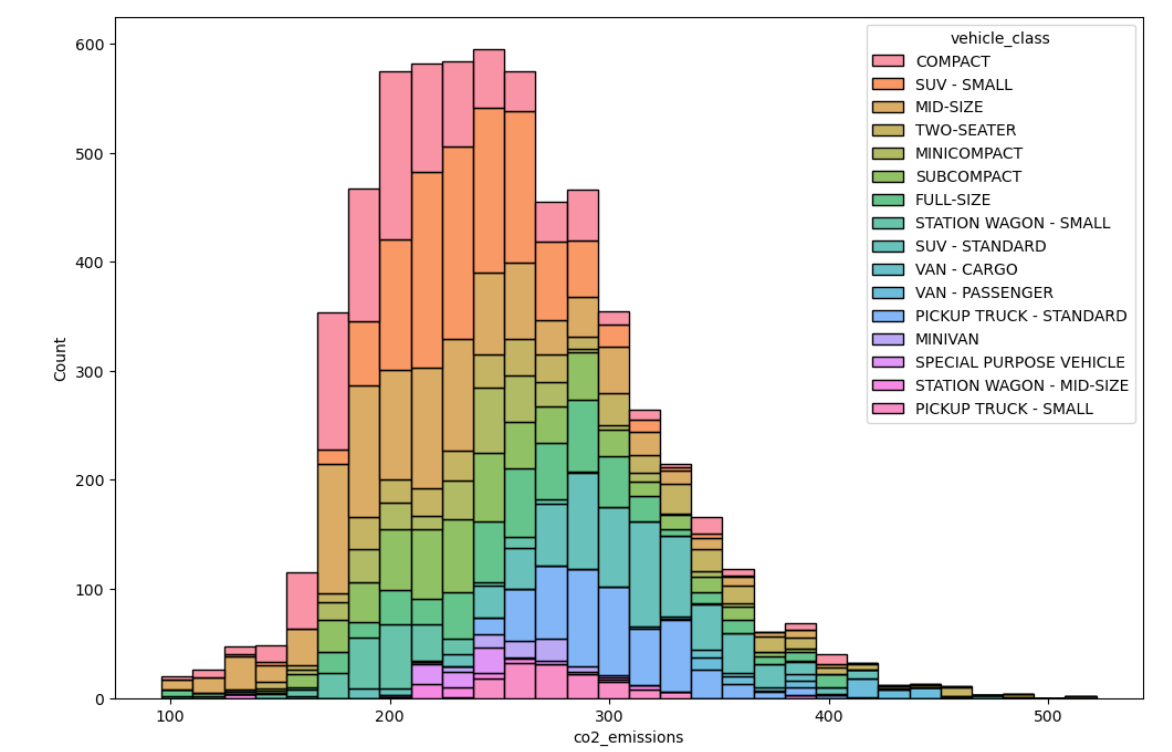 600
500
400
300
200
100
0
Count
100 200 300 400 500
co2_emissions
vehicle_class
COMPACT
SUV - SMALL
MID-SIZE
TWO-SEATER
MINICOMPACT
SUBCOMPACT
FULL-SIZE
STATION WAGON - SMALL
SUV - STANDARD
VAN - CARGO
VAN - PASSENGER
PICKUP TRUCK - STANDARD
MINIVAN
SPECIAL PURPOSE VEHICLE
STATION WAGON - MID-SIZE
PICKUP TRUCK - SMALL